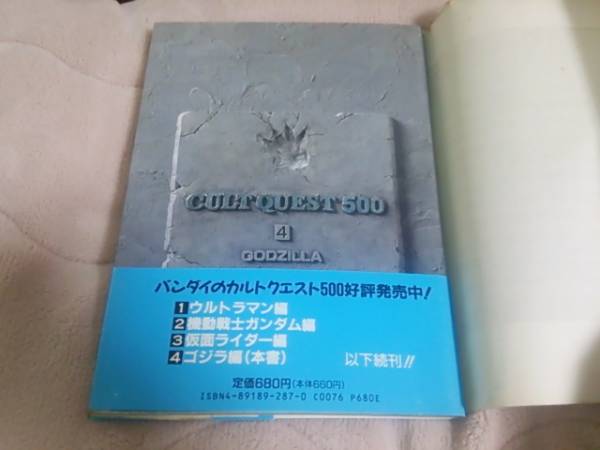 CULT QUEST 500
4
GODZILLA
バンダイのカルトクエスト500好評発売中!
1 ウルトラマン編
2 機動戦士ガンダム編
3 仮面ライダー編
4 ゴジラ編(本書)
以下続刊!!
定価680円(本体660円)
ISBN4-89189-287-0 C0076 P680E